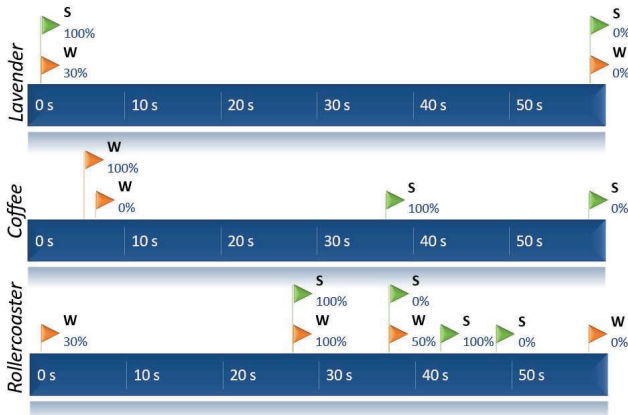 Lavender
S S
100% 0%
W W
30% 0%
0 s 10 s 20 s 30 s 40 s 50 s
Coffee
W
100%
W S S
0% 100% 0%
0 s 10 s 20 s 30 s 40 s 50 s
Rollercoaster
S S
100% 0%
W W W S S W
30% 100% 50% 100% 0% 0%
0 s 10 s 20 s 30 s 40 s 50 s